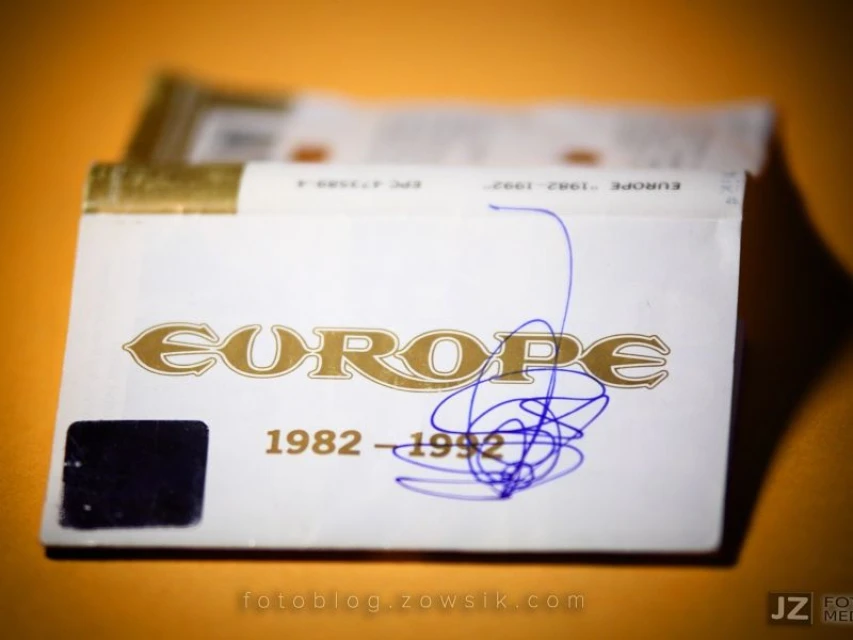 EPC 473589-4 EUROPE "1982-1992"
EUROPE
1982 – 1992
fotoblog.zowsik.com
JZ